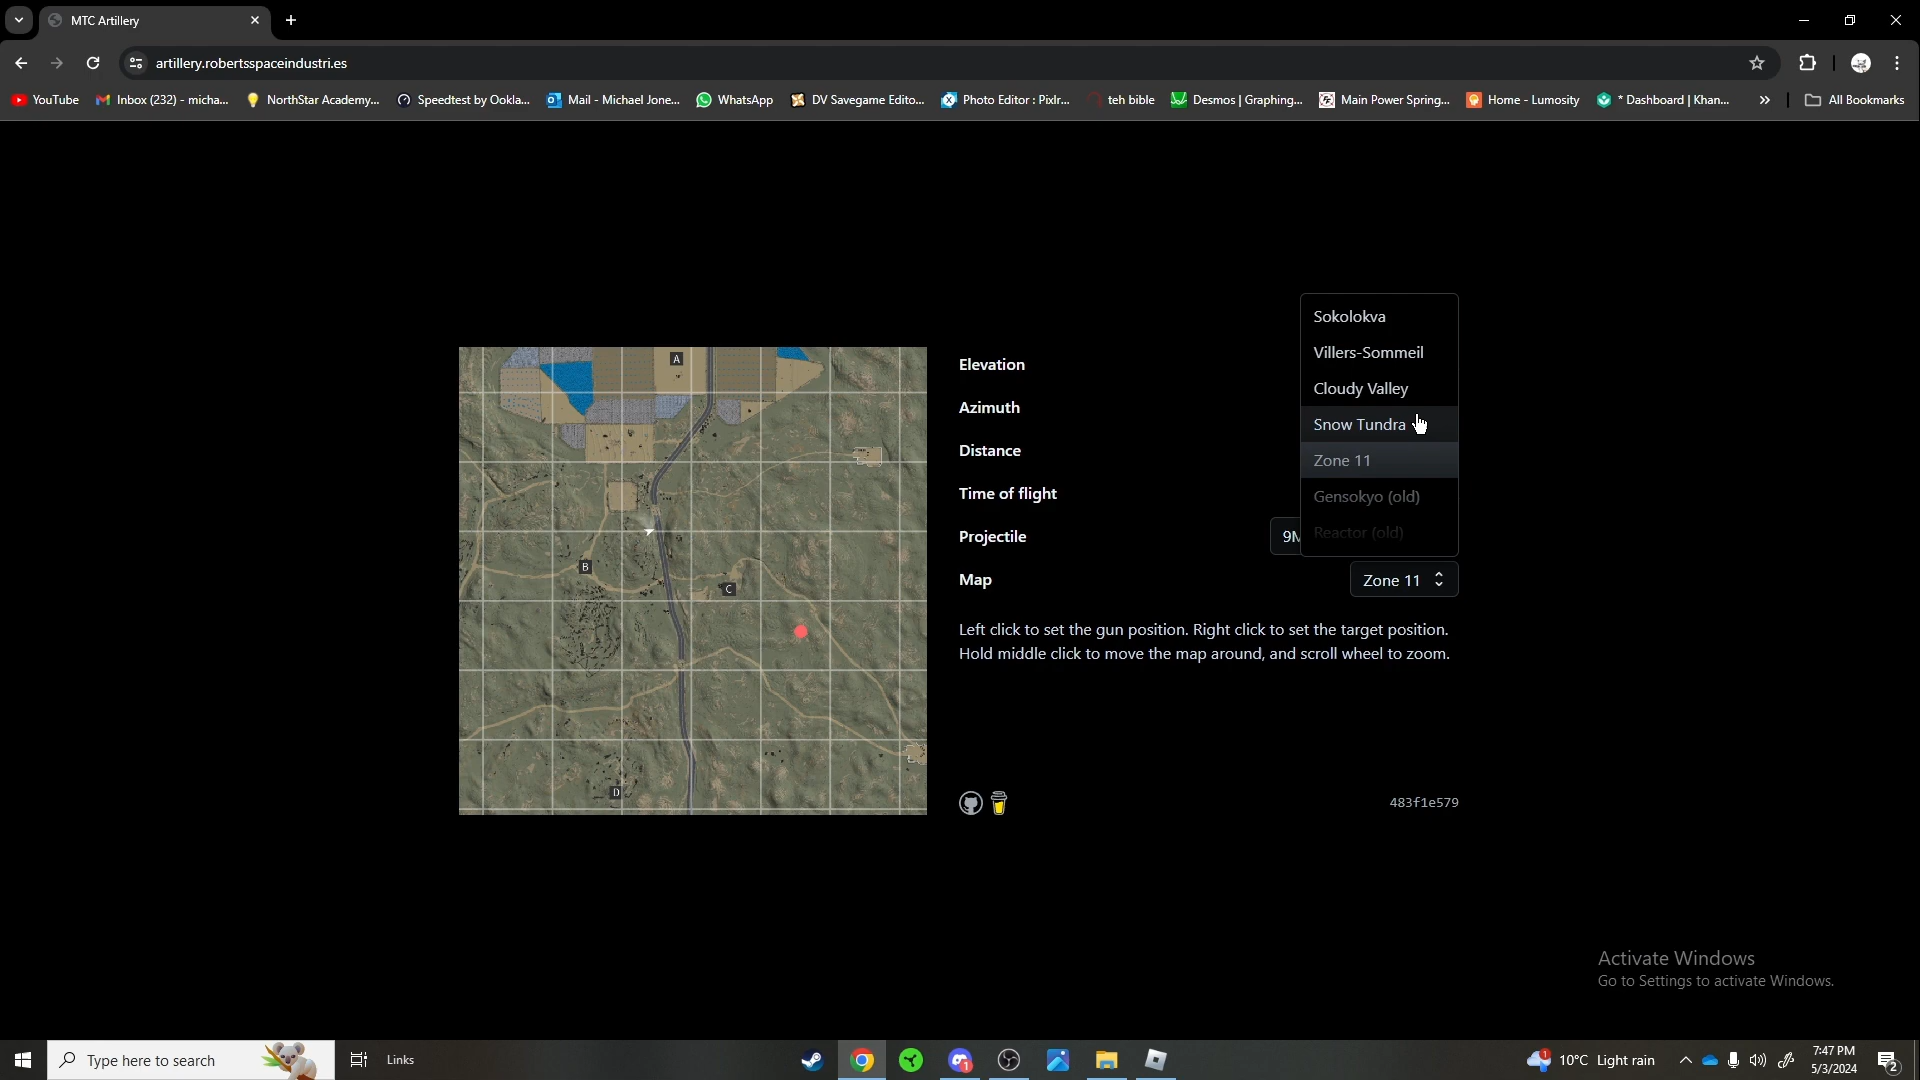 MTC Artillery
artillery.robertsspaceindustri.es
YouTube
Inbox (232) - micha...
NorthStar Academy...
Speedtest by Ookla...
Mail - Michael Jone...
WhatsApp
DV Savegame Edito...
Photo Editor : Pixlr...
teh bible
Desmos | Graphing...
Main Power Spring...
Home - Lumosity
* Dashboard | Khan...
»
All Bookmarks
A
B
C
D
Elevation
Azimuth
Distance
Time of flight
Projectile
9M
Map
Zone 11
Sokolokva
Villers-Sommeil
Cloudy Valley
Snow Tundra
Zone 11
Gensokyo (old)
Reactor (old)
Left click to set the gun position. Right click to set the target position.
Hold middle click to move the map around, and scroll wheel to zoom.
483f1e579
Activate Windows
Go to Settings to activate Windows.
Type here to search
Links
1
1
10°C Light rain
7:47 PM
5/3/2024
2